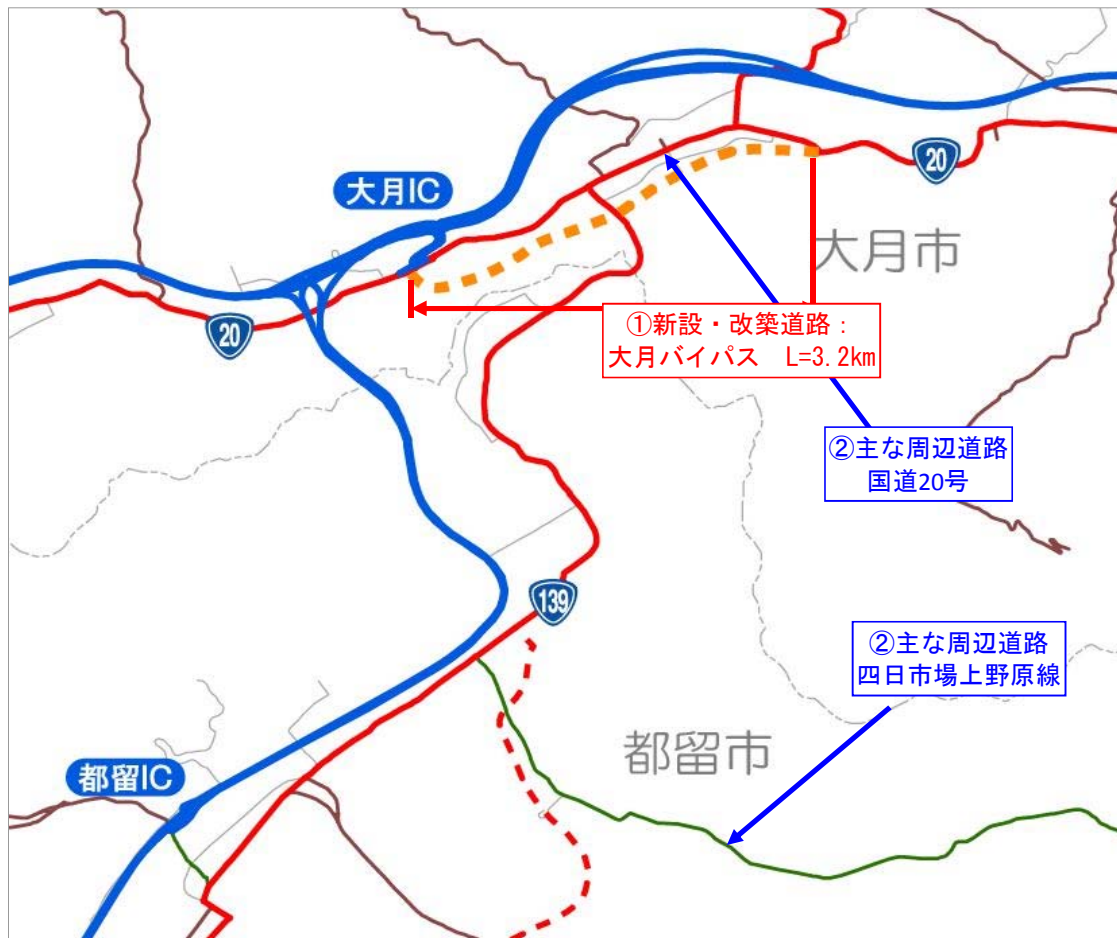 20
大月IC
大月市
20
①新設・改築道路：
大月バイパス　L=3.2km
②主な周辺道路
国道20号
139
②主な周辺道路
四日市場上野原線
都留市
都留IC